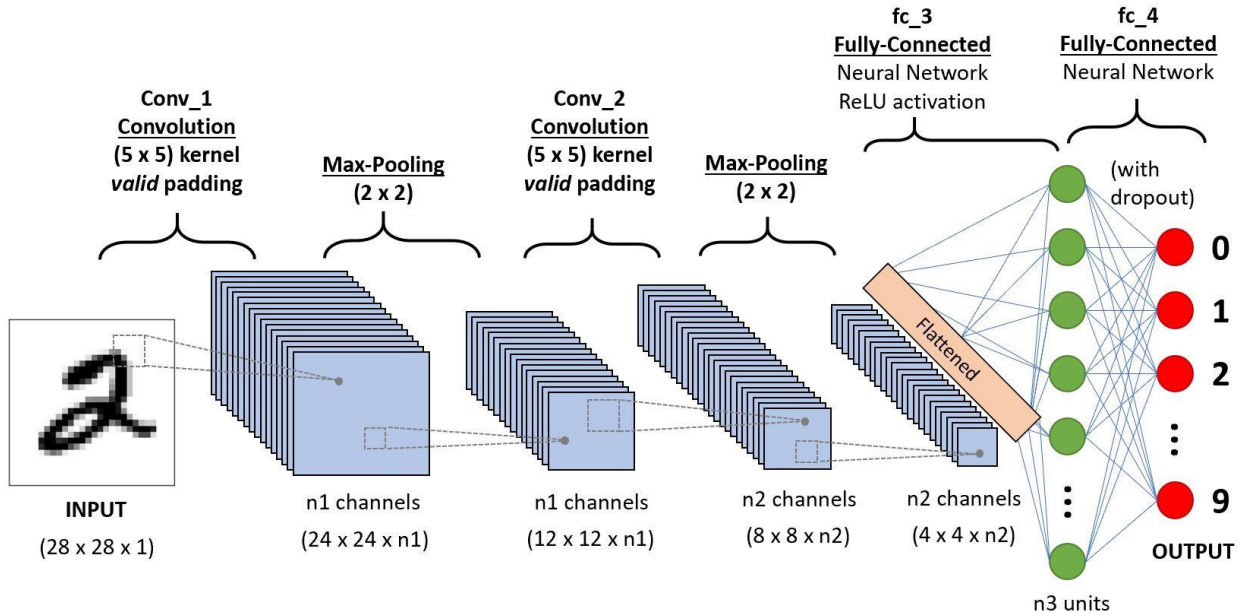 Conv_1
Convolution
(5 x 5) kernel
valid padding
Max-Pooling
(2 x 2)
Conv_2
Convolution
(5 x 5) kernel
valid padding
Max-Pooling
(2 x 2)
fc_3
Fully-Connected
Neural Network
ReLU activation
fc_4
Fully-Connected
Neural Network
(with
dropout)
Flattened
0
1
2
9
OUTPUT
2
INPUT
(28 x 28 x 1)
n1 channels
(24 x 24 x n1)
n1 channels
(12 x 12 x n1)
n2 channels
(8 x 8 x n2)
n2 channels
(4 x 4 x n2)
n3 units